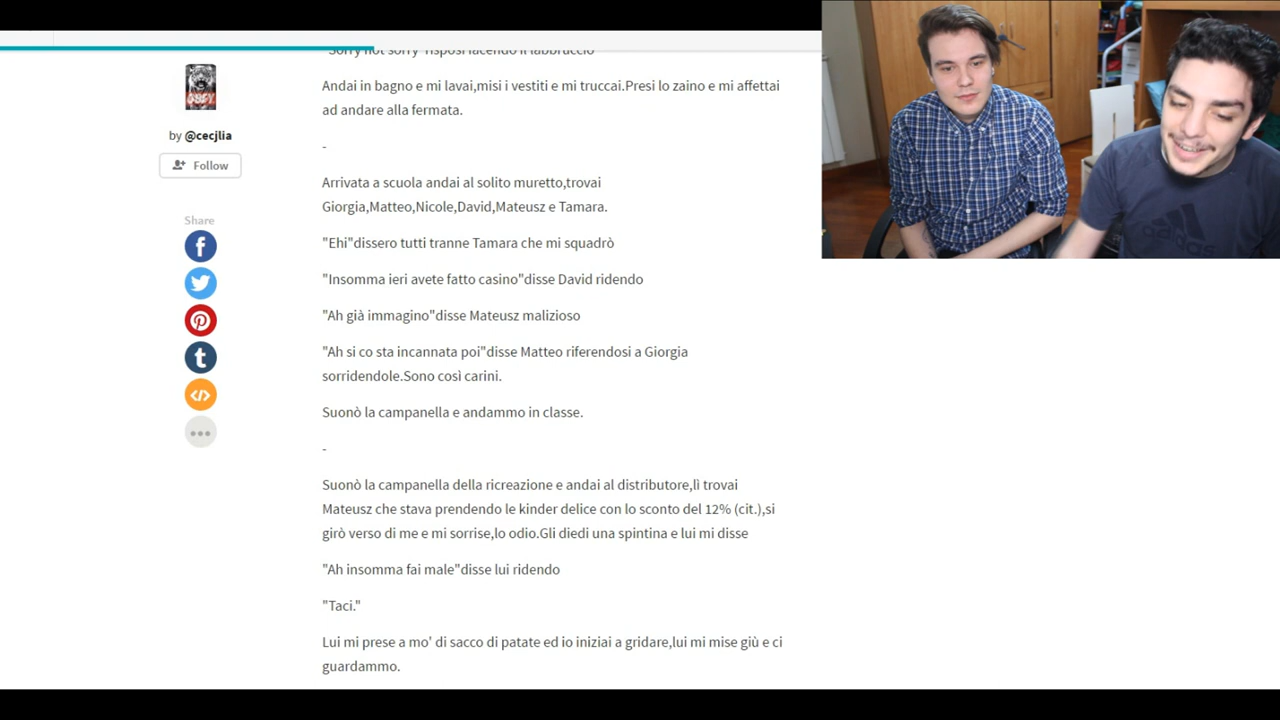 "Sorry not sorry"risposi facendo il labbruccio
Andai in bagno e mi lavai,misi i vestiti e mi truccai.Presi lo zaino e mi affettai
ad andare alla fermata.
-
Arrivata a scuola andai al solito muretto,trovai
Giorgia,Matteo,Nicole,David,Mateusz e Tamara.
"Ehi"dissero tutti tranne Tamara che mi squadrò
"Insomma ieri avete fatto casino"disse David ridendo
"Ah già immagino"disse Mateusz malizioso
"Ah si co sta incannata poi"disse Matteo riferendosi a Giorgia
sorridendole.Sono così carini.
Suonò la campanella e andammo in classe.
-
Suonò la campanella della ricreazione e andai al distributore,lì trovai
Mateusz che stava prendendo le kinder delice con lo sconto del 12% (cit.),si
girò verso di me e mi sorrise,lo odio.Gli diedi una spintina e lui mi disse
"Ah insomma fai male"disse lui ridendo
"Taci."
Lui mi prese a mo' di sacco di patate ed io iniziai a gridare,lui mi mise giù e ci
guardammo.
OBEY
by @cecjlia
Follow
Share
adidas